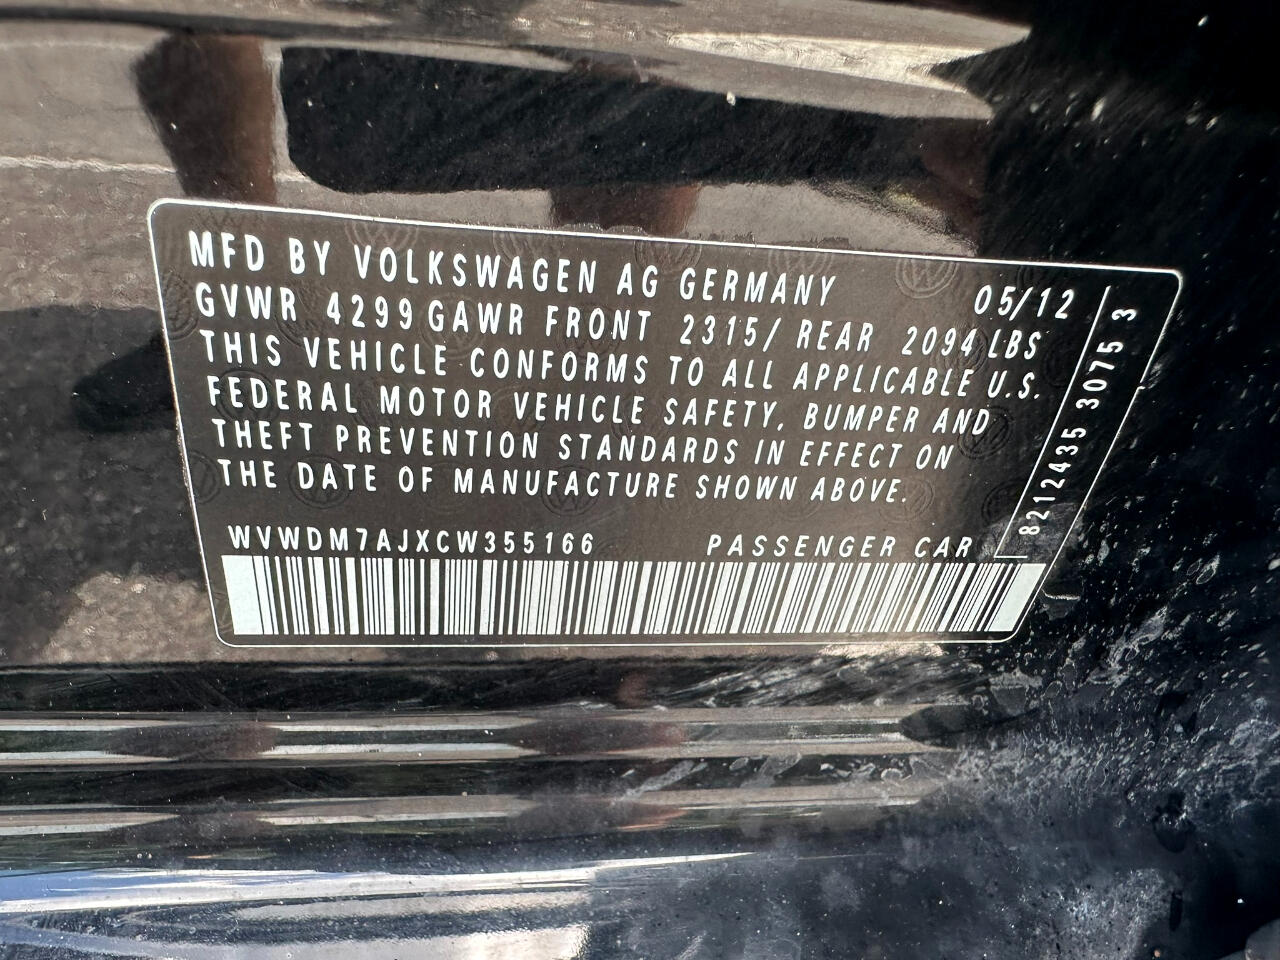 MFD BY VOLKSWAGEN AG GERMANY 05/12
GVWR 4299 GAWR FRONT 2315/ REAR 2094 LBS
THIS VEHICLE CONFORMS TO ALL APPLICABLE U.S.
FEDERAL MOTOR VEHICLE SAFETY, BUMPER AND
THEFT PREVENTION STANDARDS IN EFFECT ON
THE DATE OF MANUFACTURE SHOWN ABOVE.
WVWDM7AJXCW355166 PASSENGER CAR
8212435 3075 3